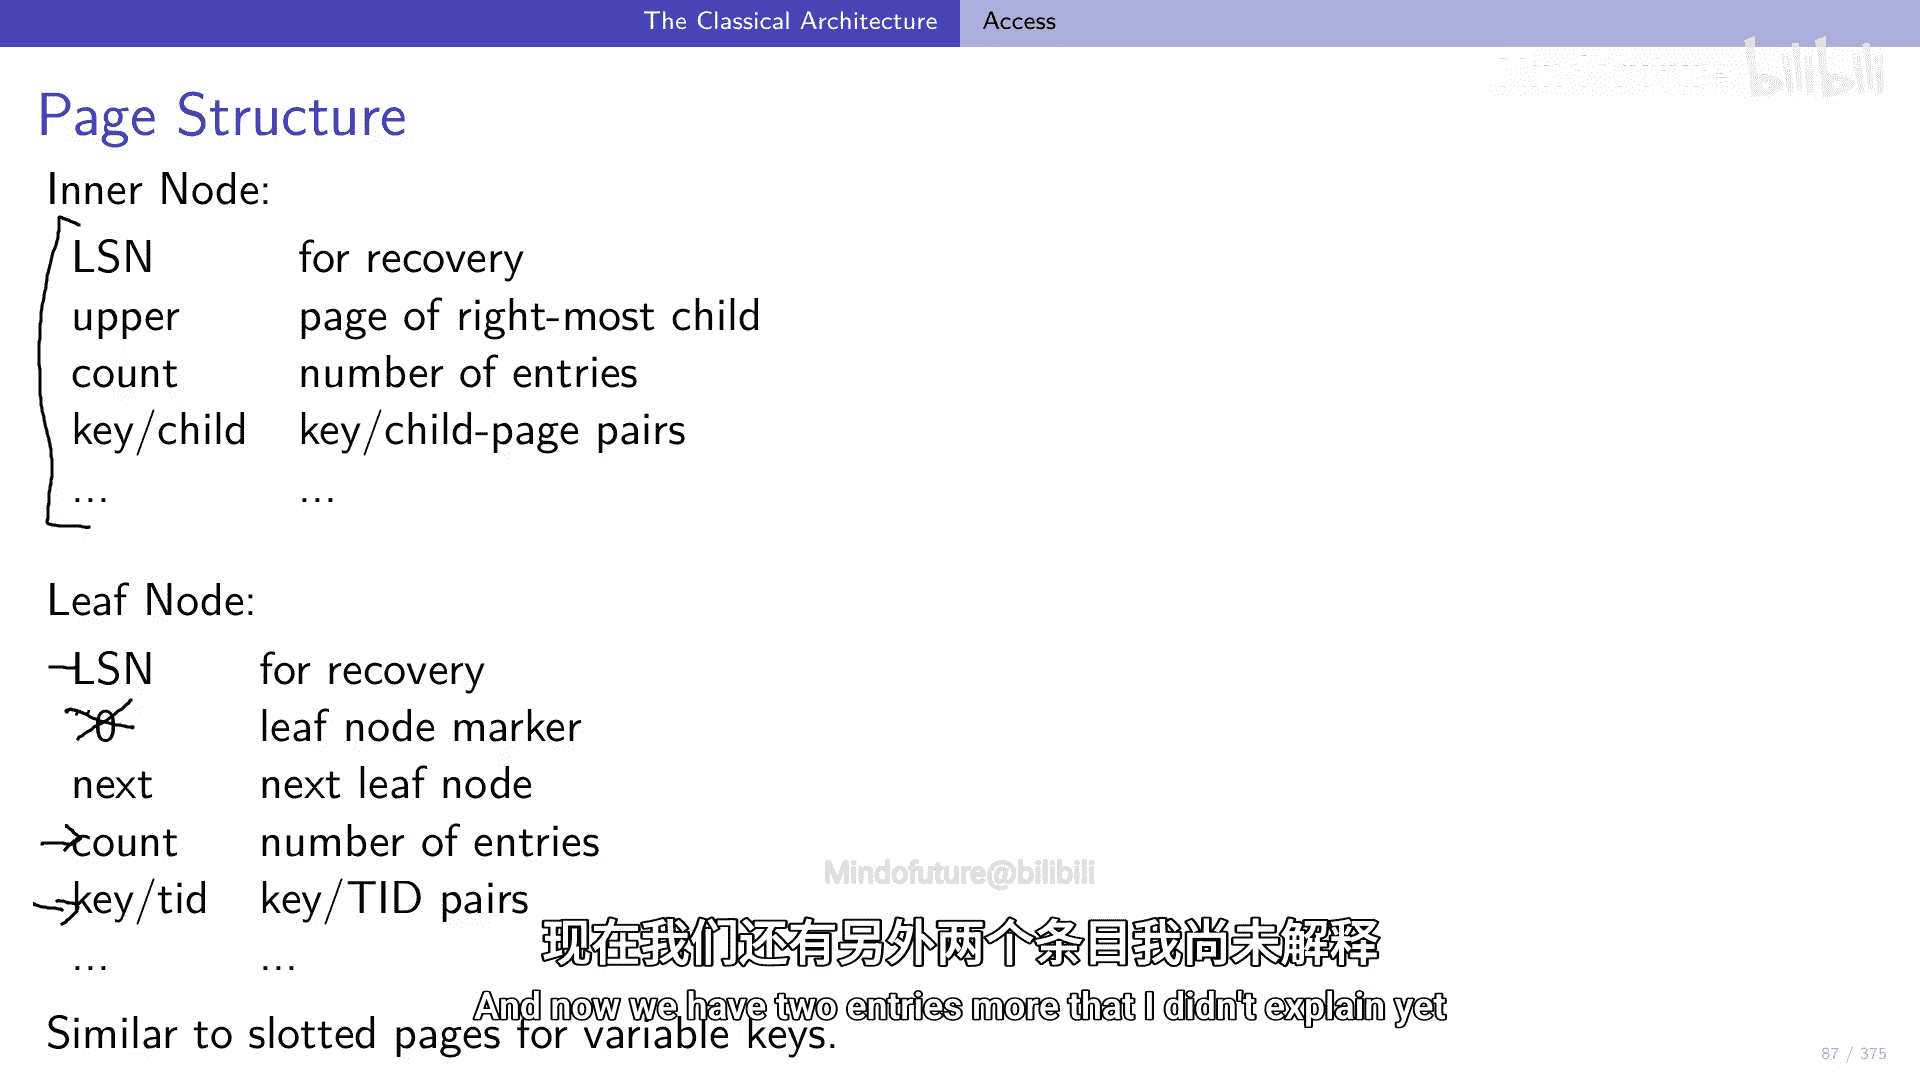 The Classical Architecture Access
bilibili
Page Structure
Inner Node:
LSN for recovery
upper page of right-most child
count number of entries
key/child key/child-page pairs
... ...
Leaf Node:
LSN for recovery
~0 leaf node marker
next next leaf node
count number of entries
key/tid key/TID pairs
... ...
Mindofuture@bilibili
现在我们还有另外两个条目我尚未解释
And now we have two entries more that I didn't explain yet
Similar to slotted pages for variable keys.
87 / 375